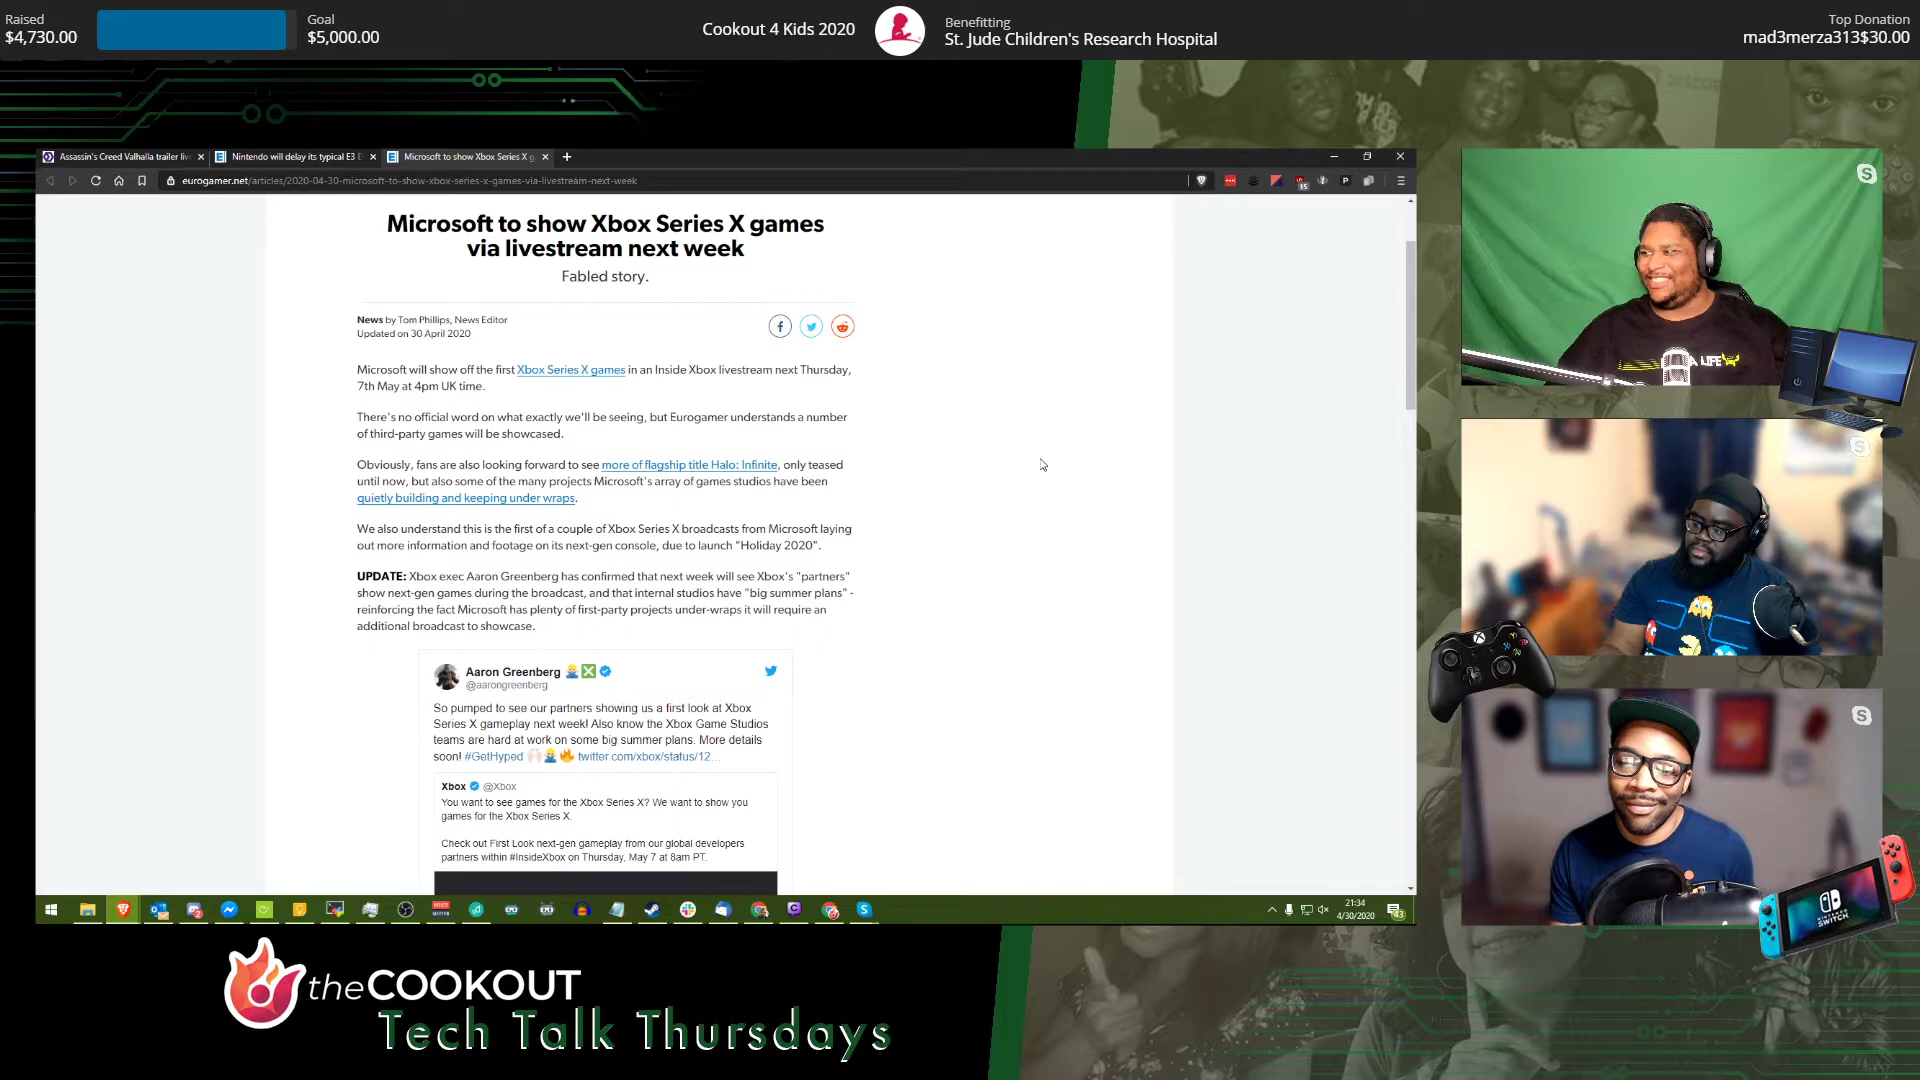 Raised
$4,730.00
Goal
$5,000.00
Cookout 4 Kids 2020
Benefitting
St. Jude Children's Research Hospital
Top Donation
mad3merza313$30.00
Assassin's Creed Valhalla trailer liv
Nintendo will delay its typical E3 D
Microsoft to show Xbox Series X g
eurogamer.net/articles/2020-04-30-microsoft-to-show-xbox-series-x-games-via-livestream-next-week
15
Microsoft to show Xbox Series X games
via livestream next week
Fabled story.
News by Tom Phillips, News Editor
Updated on 30 April 2020
Microsoft will show off the first Xbox Series X games in an Inside Xbox livestream next Thursday,
7th May at 4pm UK time.
There's no official word on what exactly we'll be seeing, but Eurogamer understands a number
of third-party games will be showcased.
Obviously, fans are also looking forward to see more of flagship title Halo: Infinite, only teased
until now, but also some of the many projects Microsoft's array of games studios have been
quietly building and keeping under wraps.
We also understand this is the first of a couple of Xbox Series X broadcasts from Microsoft laying
out more information and footage on its next-gen console, due to launch "Holiday 2020".
UPDATE: Xbox exec Aaron Greenberg has confirmed that next week will see Xbox's "partners"
show next-gen games during the broadcast, and that internal studios have "big summer plans" -
reinforcing the fact Microsoft has plenty of first-party projects under-wraps it will require an
additional broadcast to showcase.
Aaron Greenberg
@aarongreenberg
So pumped to see our partners showing us a first look at Xbox
Series X gameplay next week! Also know the Xbox Game Studios
teams are hard at work on some big summer plans. More details
soon! #GetHyped twitter.com/xbox/status/12...
Xbox @Xbox
You want to see games for the Xbox Series X? We want to show you
games for the Xbox Series X.
Check out First Look next-gen gameplay from our global developers
partners within #InsideXbox on Thursday, May 7 at 8am PT.
21:34
4/30/2020
43
LIFE
NINTENDO
SWITCH
the COOKOUT
Tech Talk Thursdays